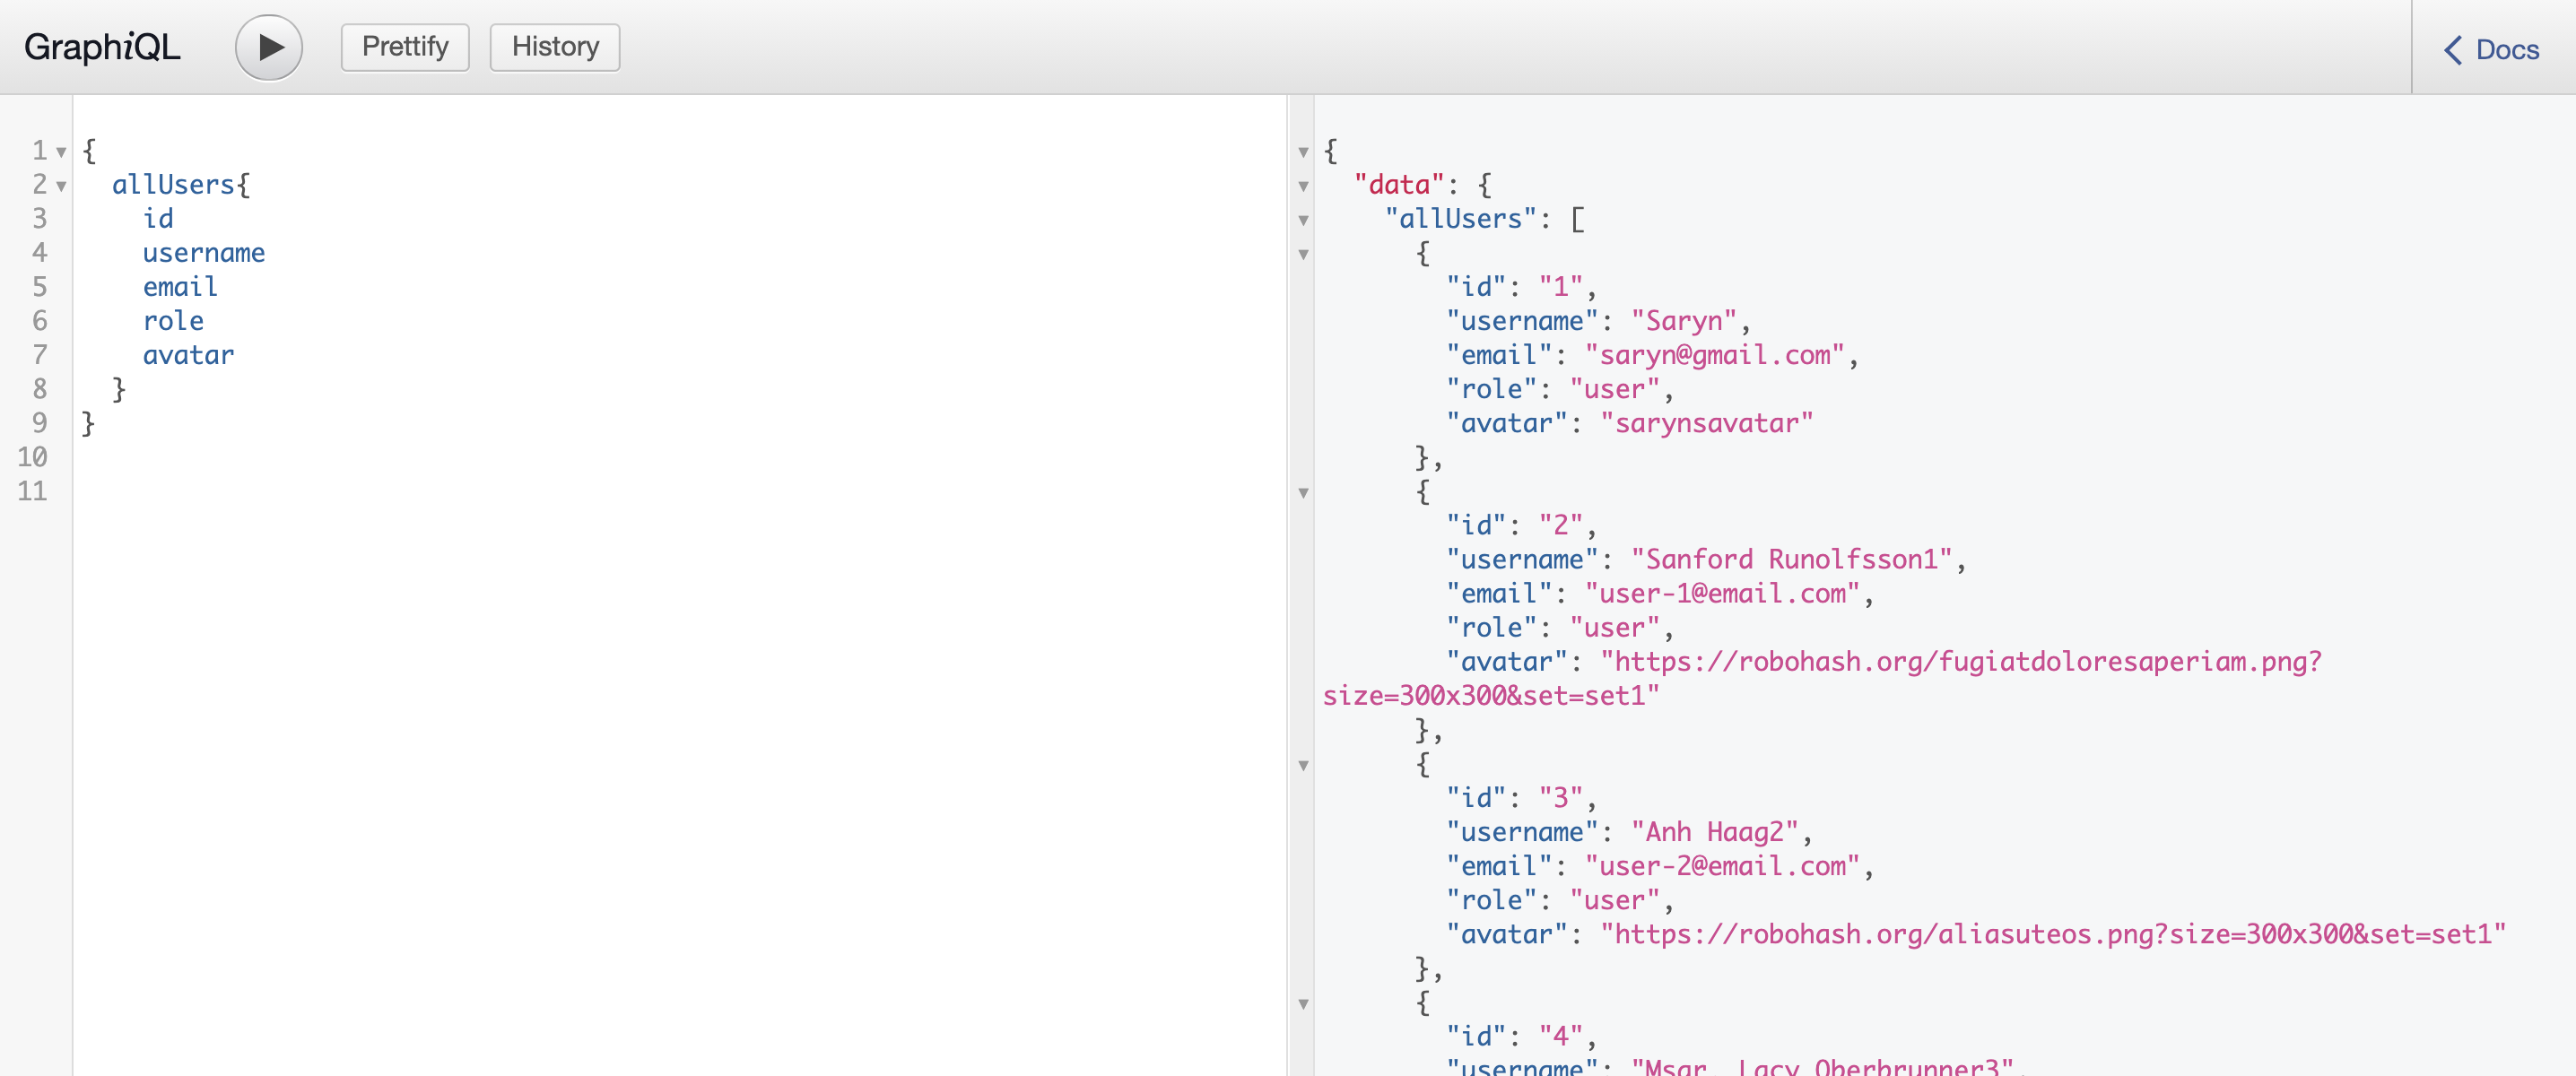 GraphiQL Prettify History Docs
1 {
2 allUsers{
3 id
4 username
5 email
6 role
7 avatar
8 }
9 }
10
11
{
"data": {
"allUsers": [
{
"id": "1",
"username": "Saryn",
"email": "saryn@gmail.com",
"role": "user",
"avatar": "sarynsavatar"
},
{
"id": "2",
"username": "Sanford Runolfsson1",
"email": "user-1@email.com",
"role": "user",
"avatar": "https://robohash.org/fugiatdoloresaperiam.png?
size=300x300&set=set1"
},
{
"id": "3",
"username": "Anh Haag2",
"email": "user-2@email.com",
"role": "user",
"avatar": "https://robohash.org/aliasuteos.png?size=300x300&set=set1"
},
{
"id": "4",
"username": "Msgr. Lacy Oberbrunner3",